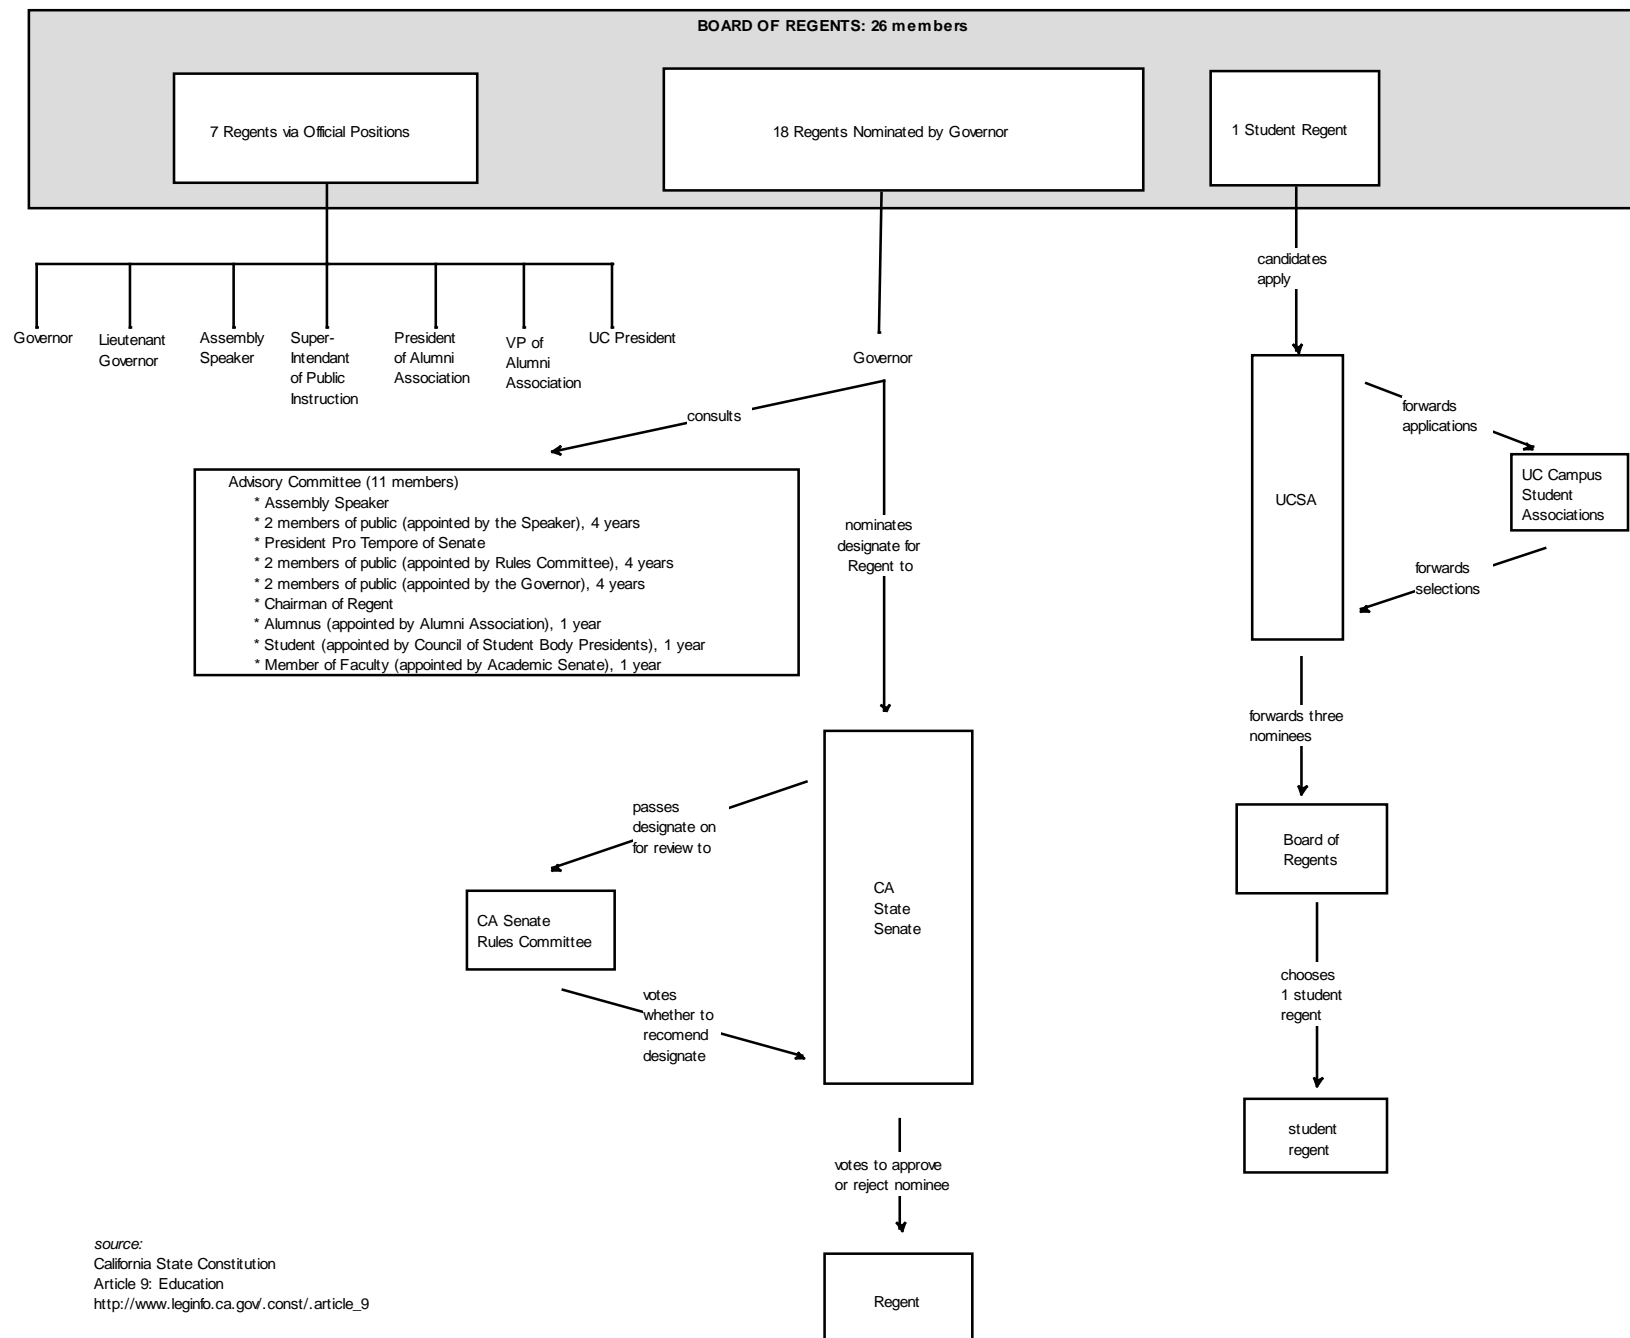 BOARD OF REGENTS: 26 members
7 Regents via Official Positions
18 Regents Nominated by Governor
1 Student Regent
Governor
Lieutenant
Governor
Assembly
Speaker
Super-
Intendant
of Public
Instruction
President
of Alumni
Association
VP of
Alumni
Association
UC President
Governor
candidates
apply
consults
forwards
applications
Advisory Committee (11 members)
* Assembly Speaker
* 2 members of public (appointed by the Speaker), 4 years
* President Pro Tempore of Senate
* 2 members of public (appointed by Rules Committee), 4 years
* 2 members of public (appointed by the Governor), 4 years
* Chairman of Regent
* Alumnus (appointed by Alumni Association), 1 year
* Student (appointed by Council of Student Body Presidents), 1 year
* Member of Faculty (appointed by Academic Senate), 1 year
nominates
designate for
Regent to
UCSA
UC Campus
Student
Associations
forwards
selections
forwards three
nominees
passes
designate on
for review to
CA Senate
Rules Committee
CA
State
Senate
Board of
Regents
votes
whether to
recomend
designate
chooses
1 student
regent
student
regent
votes to approve
or reject nominee
Regent
source:
California State Constitution
Article 9: Education
http://www.leginfo.ca.gov/.const/.article_9